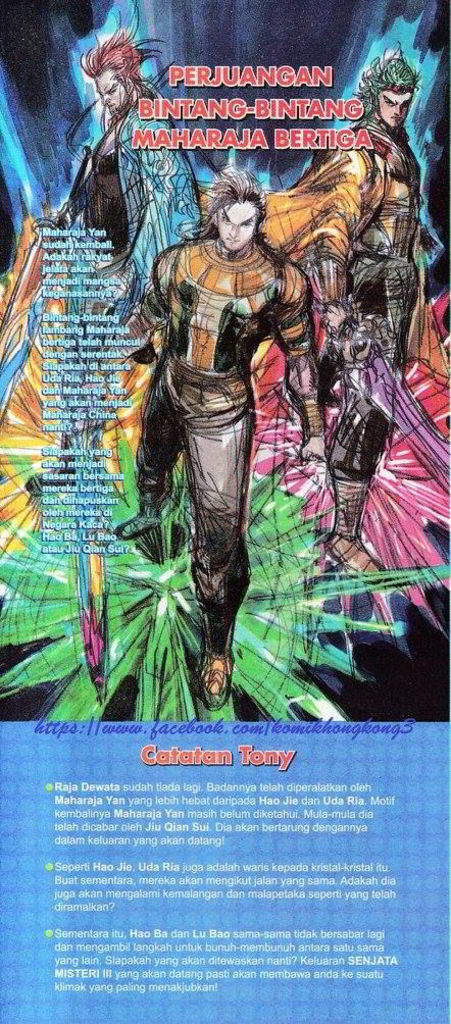 PERJUANGAN
BINTANG-BINTANG
MAHARAJA BERTIGA
Maharaja Yan
sudah kembali.
Adakah rakyat
jelata akan
menjadi mangsa
keganasannya?
Bintang-bintang
lambang Maharaja
bertiga telah muncul
dengan serentak.
Siapakah di antara
Uda Ria, Hao Jie
dan Maharaja Yan
yang akan menjadi
Maharaja China
nanti?
Siapakah yang
akan menjadi
sasaran bersama
mereka bertiga
dan dihapuskan
oleh mereka di
Negara Kaca?
Hao Ba, Lu Bao
atau Jiu Qian Sui?
https://www.facebook.com/komikhongkong3
Catatan Tony
Raja Dewata sudah tiada lagi. Badannya telah diperalatkan oleh
Maharaja Yan yang lebih hebat daripada Hao Jie dan Uda Ria. Motif
kembalinya Maharaja Yan masih belum diketahui. Mula-mula dia
telah dicabar oleh Jiu Qian Sui. Dia akan bertarung dengannya
dalam keluaran yang akan datang!
Seperti Hao Jie, Uda Ria juga adalah waris kepada kristal-kristal itu.
Buat sementara, mereka akan mengikut jalan yang sama. Adakah dia
juga akan mengalami kemalangan dan malapetaka seperti yang telah
diramalkan?
Sementara itu, Hao Ba dan Lu Bao sama-sama tidak bersabar lagi
dan mengambil langkah untuk bunuh-membunuh antara satu sama
yang lain. Siapakah yang akan ditewaskan nanti? Keluaran SENJATA
MISTERI III yang akan datang pasti akan membawa anda ke suatu
klimak yang paling menakjubkan!